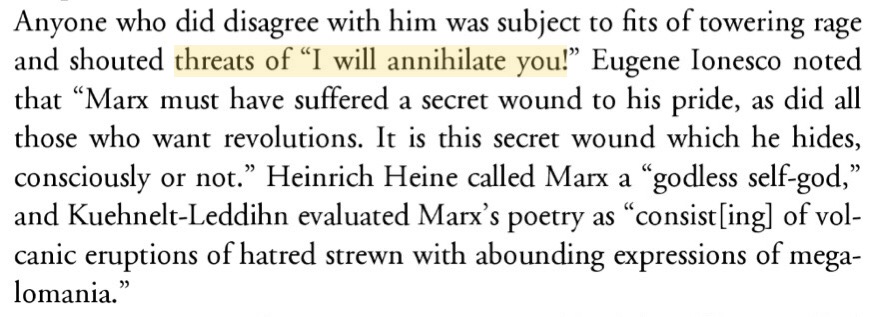 Anyone who did disagree with him was subject to fits of towering rage
and shouted threats of “I will annihilate you!” Eugene Ionesco noted
that “Marx must have suffered a secret wound to his pride, as did all
those who want revolutions. It is this secret wound which he hides,
consciously or not.” Heinrich Heine called Marx a “godless self-god,”
and Kuehnelt-Leddihn evaluated Marx’s poetry as “consist[ing] of vol-
canic eruptions of hatred strewn with abounding expressions of mega-
lomania.”